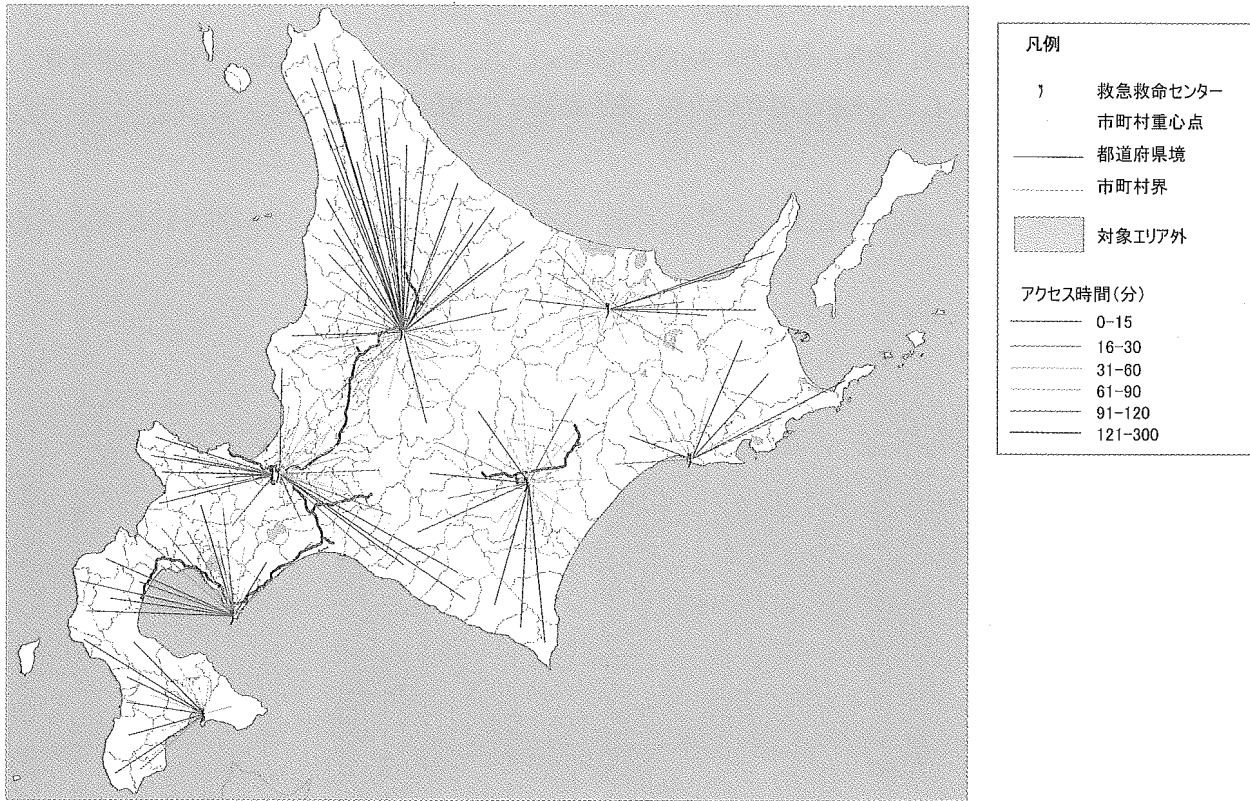 凡例
救急救命センター
市町村重心点
都道府県境
市町村界
対象エリア外
アクセス時間(分)
0-15
16-30
31-60
61-90
91-120
121-300